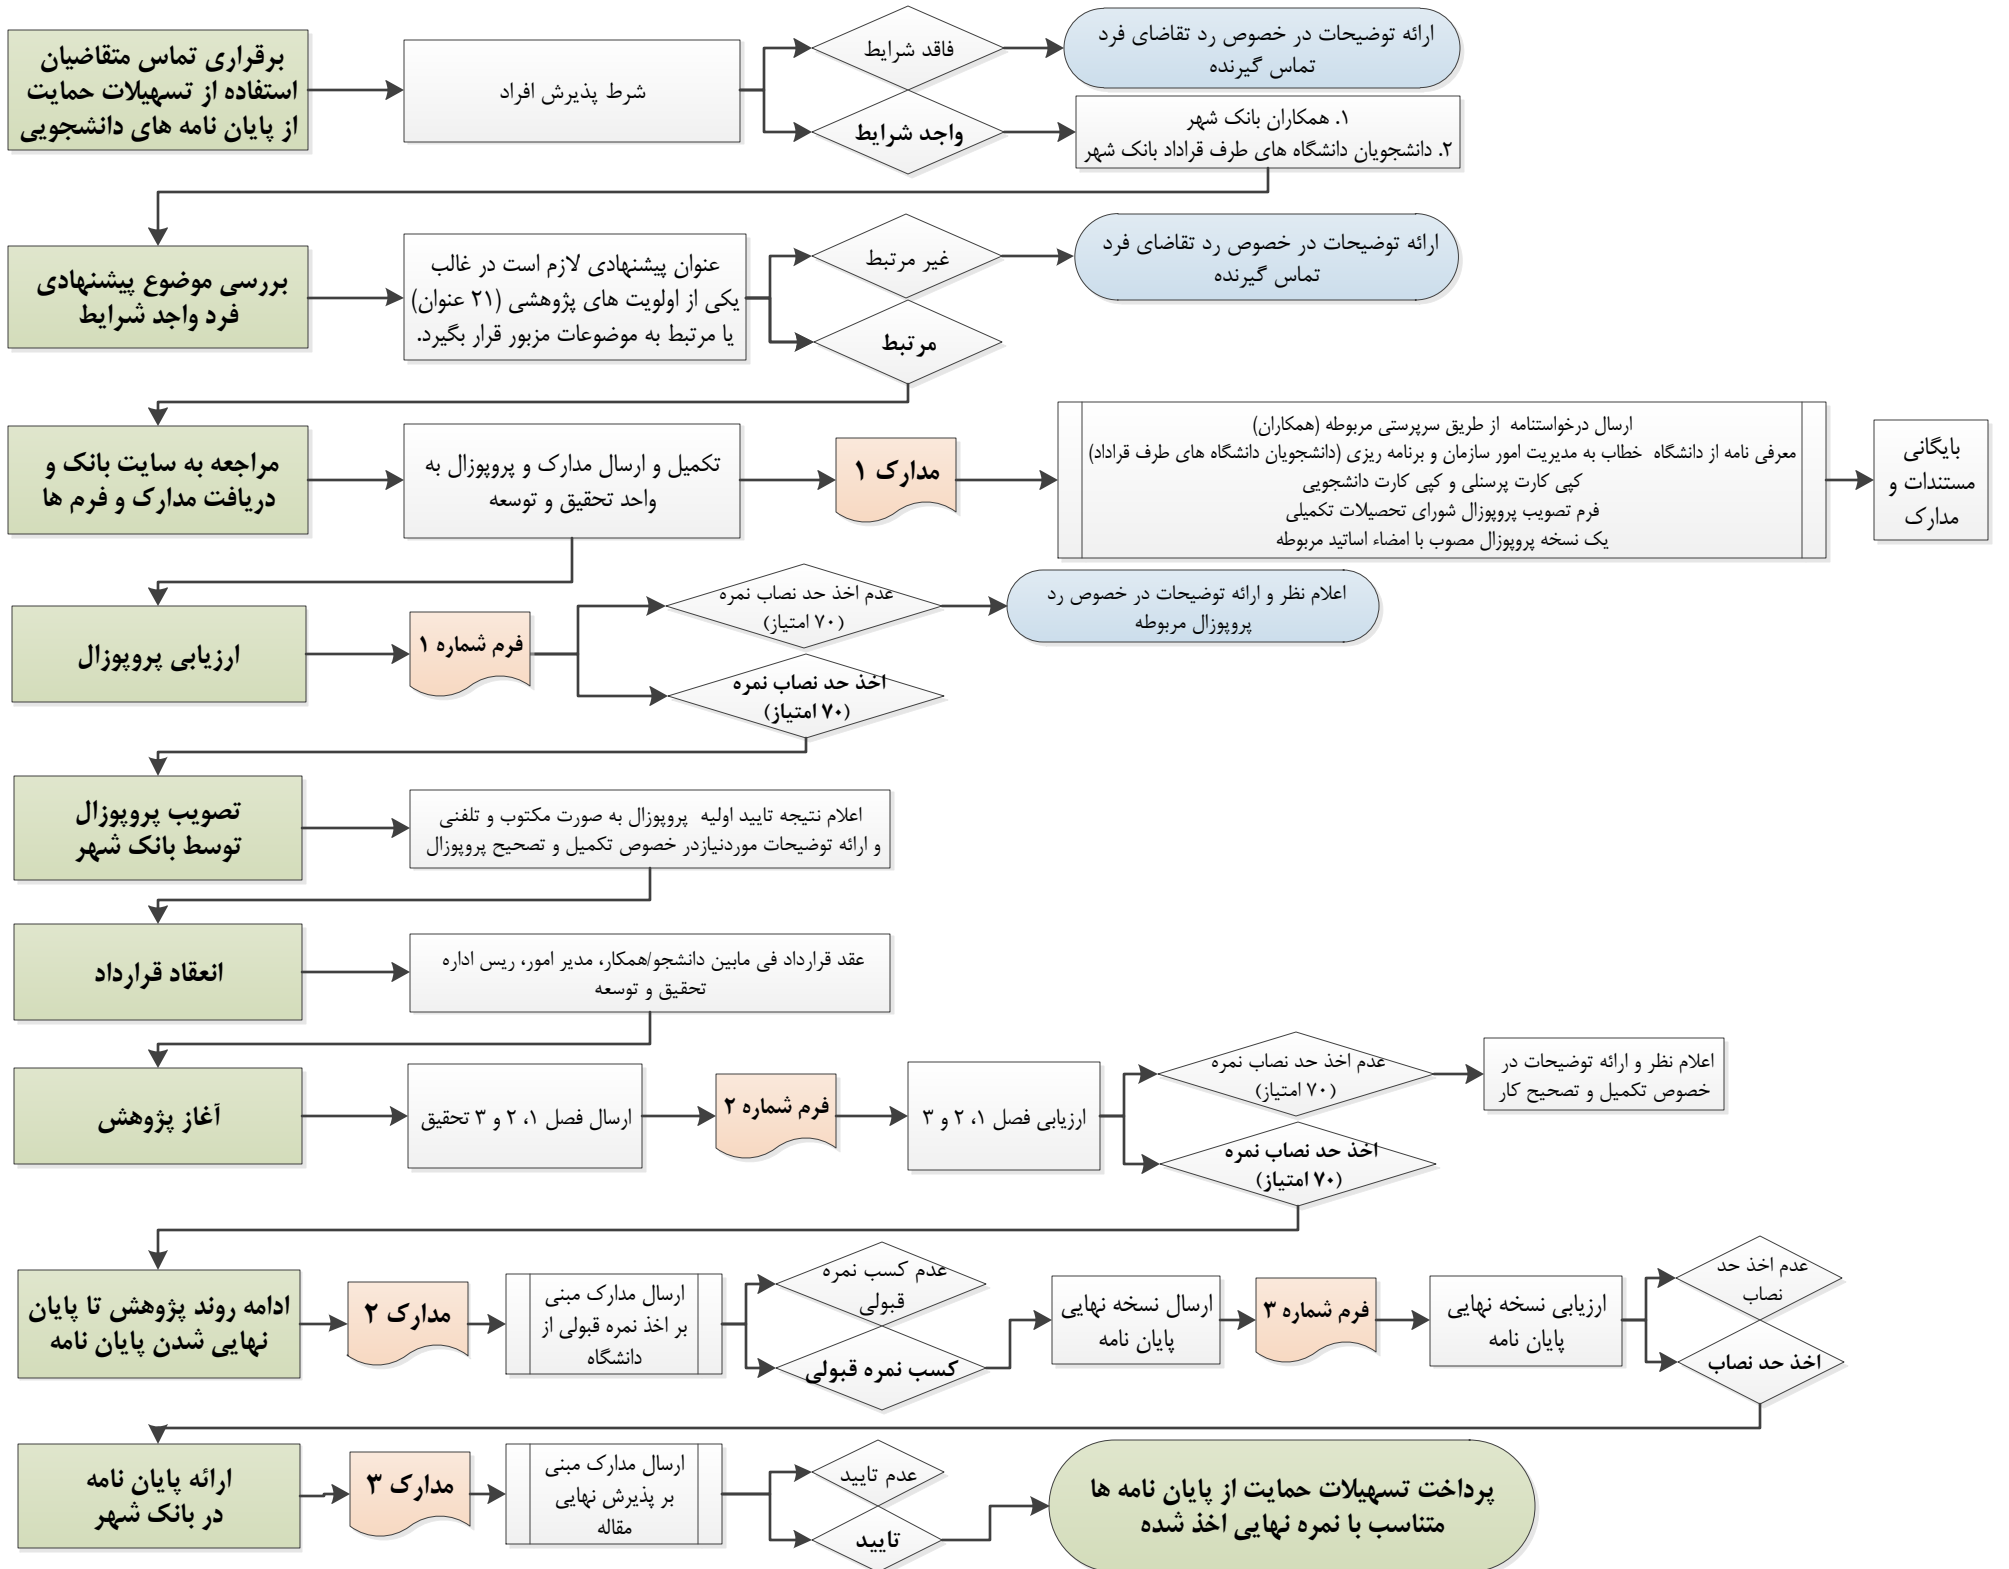 برقراری تماس متقاضیان
استفاده از تسهیلات حمایت
از پایان نامه های دانشجویی
شرط پذیرش افراد
فاقد شرایط
ارائه توضیحات در خصوص رد تقاضای فرد
تماس گیرنده
واجد شرایط
۱. همکاران بانک شهر
۲. دانشجویان دانشگاه های طرف قراداد بانک شهر
بررسی موضوع پیشنهادی
فرد واجد شرایط
عنوان پیشنهادی لازم است در غالب
یکی از اولویت های پژوهشی (۲۱ عنوان)
یا مرتبط به موضوعات مزبور قرار بگیرد.
غیر مرتبط
ارائه توضیحات در خصوص رد تقاضای فرد
تماس گیرنده
مرتبط
مراجعه به سایت بانک و
دریافت مدارک و فرم ها
تکمیل و ارسال مدارک و پروپوزال به
واحد تحقیق و توسعه
مدارک ۱
ارسال درخواستنامه از طریق سرپرستی مربوطه (همکاران)
معرفی نامه از دانشگاه خطاب به مدیریت امور سازمان و برنامه ریزی (دانشجویان دانشگاه های طرف قراداد)
کپی کارت پرسنلی و کپی کارت دانشجویی
فرم تصویب پروپوزال شورای تحصیلات تکمیلی
یک نسخه پروپوزال مصوب با امضاء اساتید مربوطه
بایگانی
مستندات و
مدارک
ارزیابی پروپوزال
فرم شماره ۱
عدم اخذ حد نصاب نمره
(۷۰ امتیاز)
اعلام نظر و ارائه توضیحات در خصوص رد
پروپوزال مربوطه
اخذ حد نصاب نمره
(۷۰ امتیاز)
تصویب پروپوزال
توسط بانک شهر
اعلام نتیجه تایید اولیه پروپوزال به صورت مکتوب و تلفنی
و ارائه توضیحات موردنیازدر خصوص تکمیل و تصحیح پروپوزال
انعقاد قرارداد
عقد قرارداد فی مابین دانشجو/همکار، مدیر امور، ریس اداره
تحقیق و توسعه
آغاز پژوهش
ارسال فصل ۱، ۲ و ۳ تحقیق
فرم شماره ۲
ارزیابی فصل ۱، ۲ و ۳
عدم اخذ حد نصاب نمره
(۷۰ امتیاز)
اعلام نظر و ارائه توضیحات در
خصوص تکمیل و تصحیح کار
اخذ حد نصاب نمره
(۷۰ امتیاز)
ادامه روند پژوهش تا پایان
نهایی شدن پایان نامه
مدارک ۲
ارسال مدارک مبنی
بر اخذ نمره قبولی از
دانشگاه
عدم کسب نمره
قبولی
کسب نمره قبولی
ارسال نسخه نهایی
پایان نامه
فرم شماره ۳
ارزیابی نسخه نهایی
پایان نامه
عدم اخذ حد
نصاب
اخذ حد نصاب
ارائه پایان نامه
در بانک شهر
مدارک ۳
ارسال مدارک مبنی
بر پذیرش نهایی
مقاله
عدم تایید
تایید
پرداخت تسهیلات حمایت از پایان نامه ها
متناسب با نمره نهایی اخذ شده